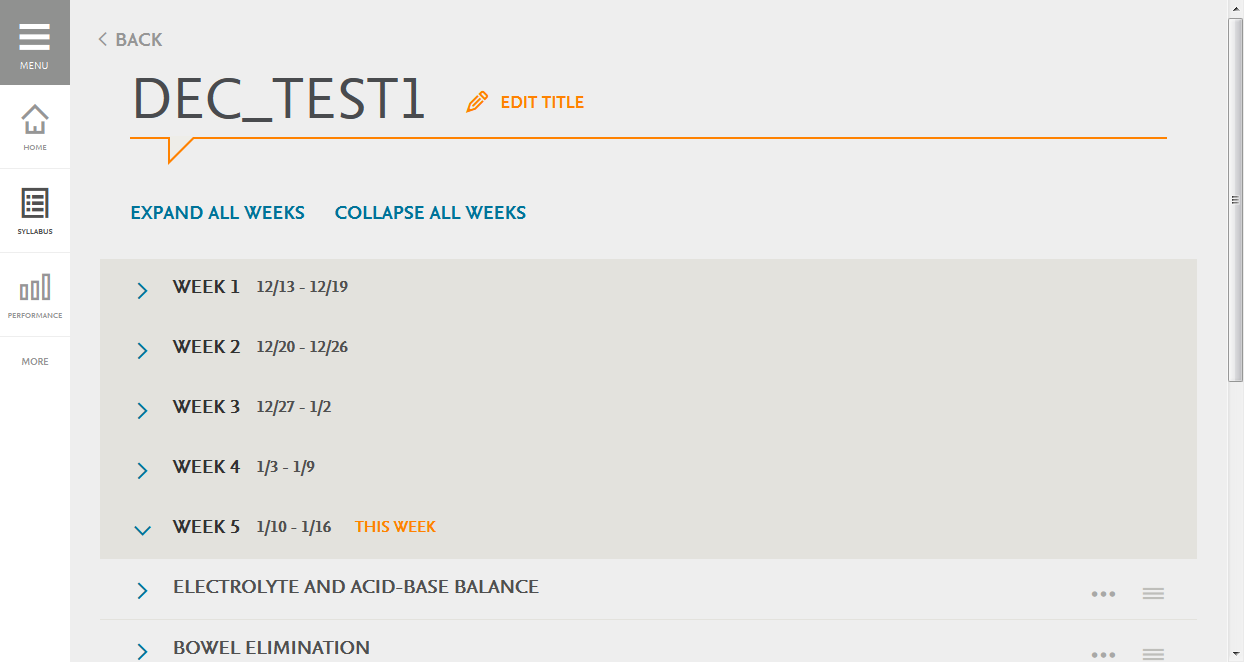 BACK
MENU
DEC_TEST1
EDIT TITLE
HOME
SYLLABUS
PERFORMANCE
MORE
EXPAND ALL WEEKS COLLAPSE ALL WEEKS
WEEK 1 12/13 - 12/19
WEEK 2 12/20 - 12/26
WEEK 3 12/27 - 1/2
WEEK 4 1/3 - 1/9
WEEK 5 1/10 - 1/16 THIS WEEK
ELECTROLYTE AND ACID-BASE BALANCE
BOWEL ELIMINATION